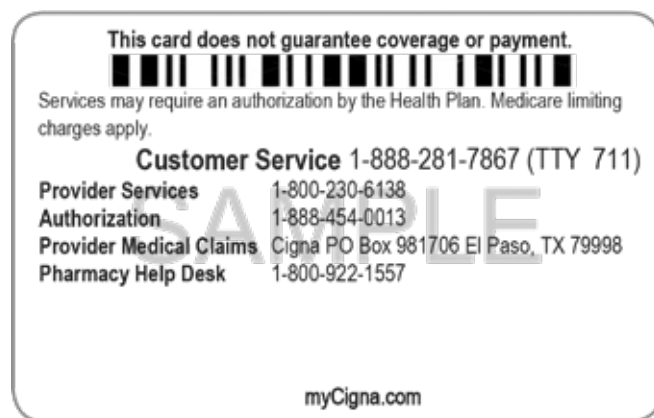 This card does not guarantee coverage or payment.
Services may require an authorization by the Health Plan. Medicare limiting
charges apply.
Customer Service 1-888-281-7867 (TTY 711)
Provider Services 1-800-230-6138
Authorization 1-888-454-0013
Provider Medical Claims Cigna PO Box 981706 El Paso, TX 79998
Pharmacy Help Desk 1-800-922-1557
SAMPLE
myCigna.com